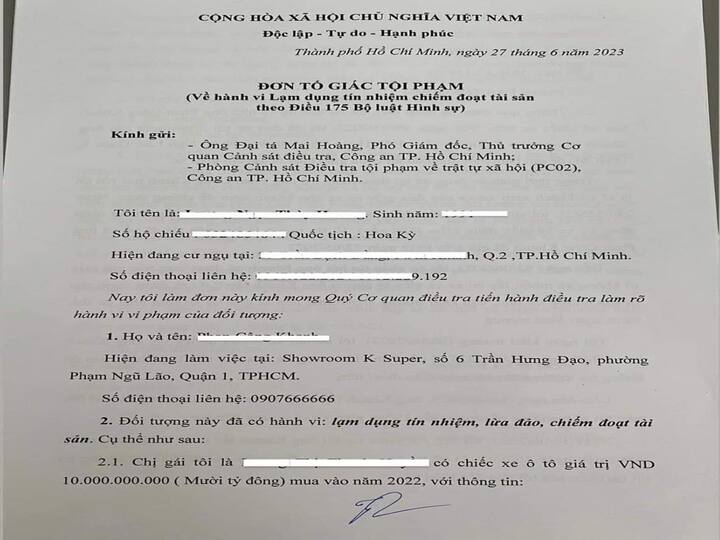 CỘNG HÒA XÃ HỘI CHỦ NGHĨA VIỆT NAM
Độc lập - Tự do - Hạnh phúc
Thành phố Hồ Chí Minh, ngày 27 tháng 6 năm 2023
ĐƠN TỐ GIÁC TỘI PHẠM
(Về hành vi Lạm dụng tín nhiệm chiếm đoạt tài sản
theo Điều 175 Bộ luật Hình sự)
Kính gửi:
- Ông Đại tá Mai Hoàng, Phó Giám đốc, Thủ trưởng Cơ
quan Cảnh sát điều tra, Công an TP. Hồ Chí Minh;
- Phòng Cảnh sát Điều tra tội phạm về trật tự xã hội (PC02),
Công an TP. Hồ Chí Minh.
Tôi tên là: Sinh năm:
Số hộ chiếu Quốc tịch : Hoa Kỳ
Hiện đang cư ngụ tại: Q.2 ,TP.Hồ Chí Minh.
Số điện thoại liên hệ: 9.192
Nay tôi làm đơn này kính mong Quý Cơ quan điều tra tiến hành điều tra làm rõ
hành vi vi phạm của đối tượng:
1. Họ và tên:
Hiện đang làm việc tại: Showroom K Super, số 6 Trần Hưng Đạo, phường
Phạm Ngũ Lão, Quận 1, TPHCM.
Số điện thoại liên hệ: 0907666666
2. Đối tượng này đã có hành vi: lạm dụng tín nhiệm, lừa đảo, chiếm đoạt tài
sản. Cụ thể như sau:
2.1. Chị gái tôi là có chiếc xe ô tô giá trị VND
10.000.000.000 ( Mười tỷ đồng) mua vào năm 2022, với thông tin: